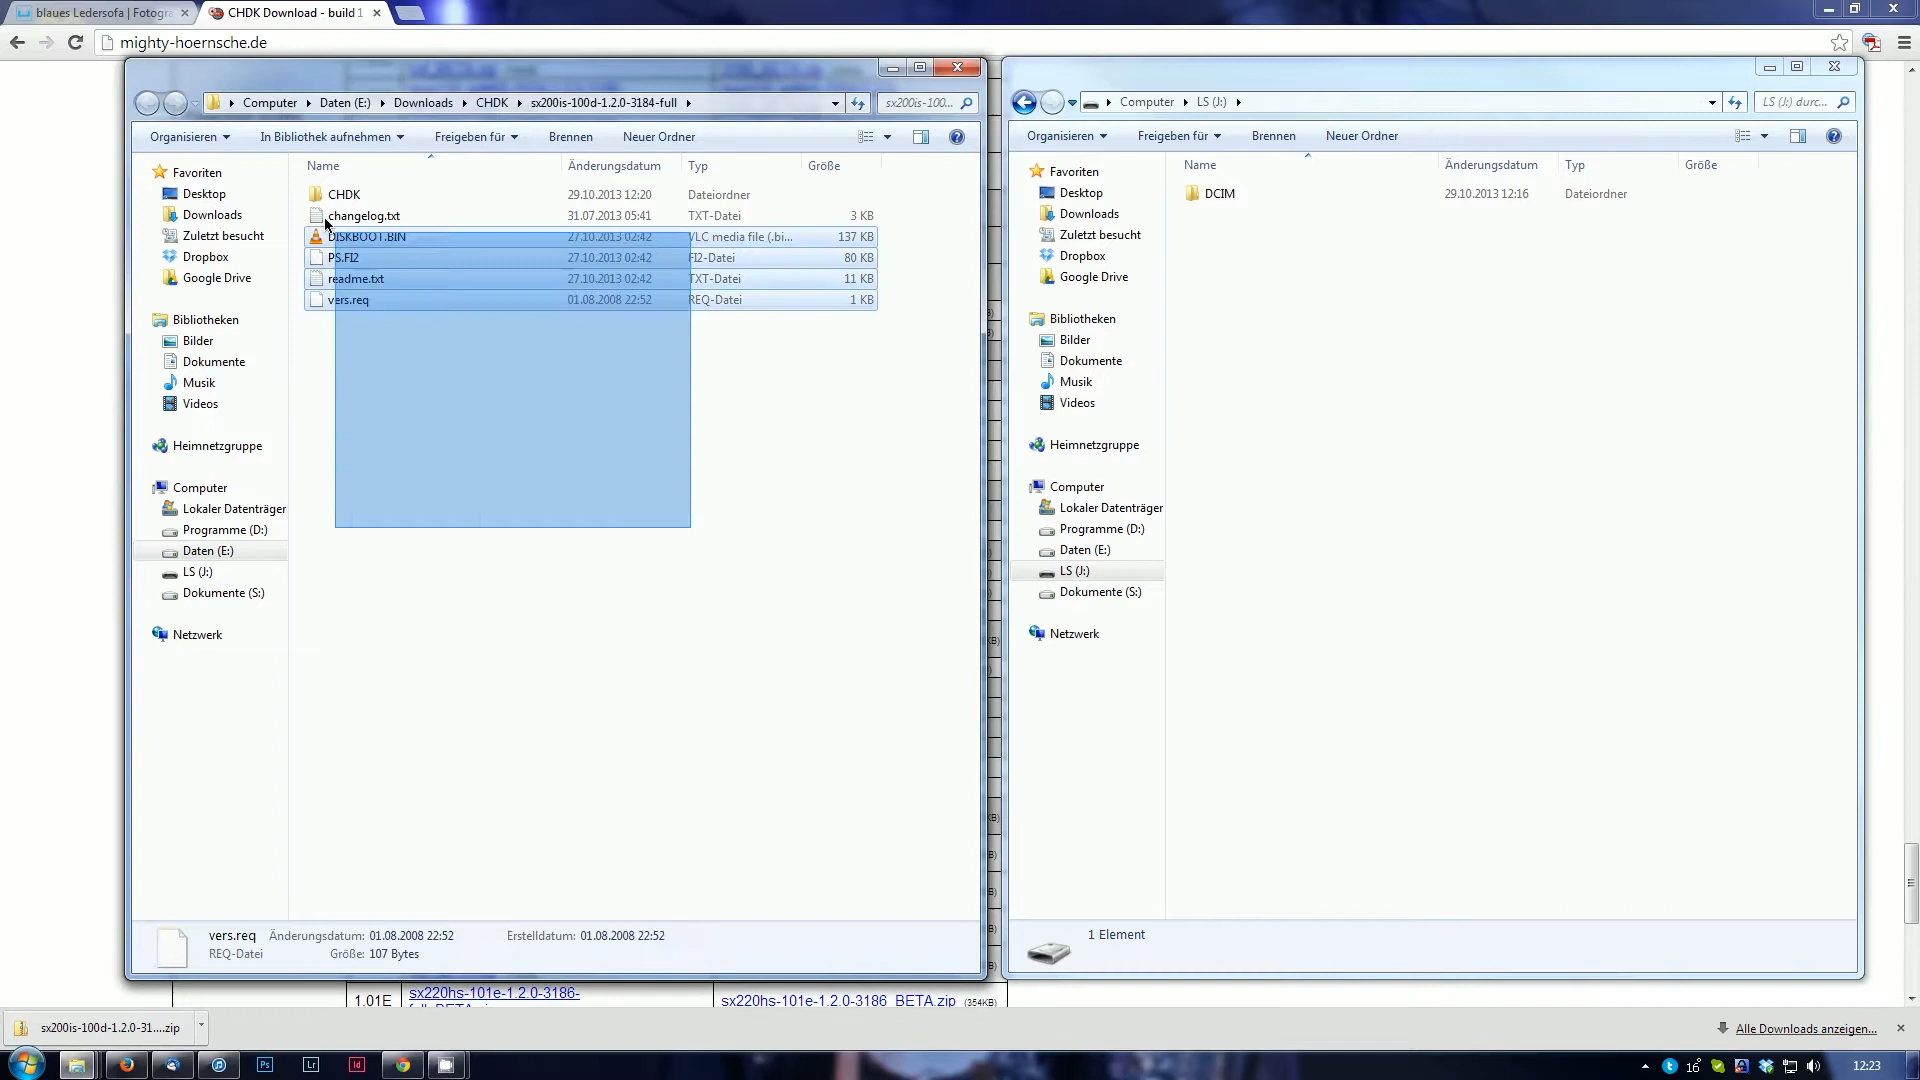 blaues Ledersofa | Fotogra
CHDK Download - build 1
mighty-hoernsche.de
Computer Daten (E:) Downloads CHDK sx200is-100d-1.2.0-3184-full
sx200is-100...
Organisieren In Bibliothek aufnehmen Freigeben für Brennen Neuer Ordner
Name Änderungsdatum Typ Größe
Favoriten
Desktop
Downloads
Zuletzt besucht
Dropbox
Google Drive
Bibliotheken
Bilder
Dokumente
Musik
Videos
Heimnetzgruppe
Computer
Lokaler Datenträger
Programme (D:)
Daten (E:)
LS (J:)
Dokumente (S:)
Netzwerk
CHDK 29.10.2013 12:20 Dateiordner
changelog.txt 31.07.2013 05:41 TXT-Datei 3 KB
DISKBOOT.BIN 27.10.2013 02:42 VLC media file (.bi... 137 KB
PS.FI2 27.10.2013 02:42 FI2-Datei 80 KB
readme.txt 27.10.2013 02:42 TXT-Datei 11 KB
vers.req 01.08.2008 22:52 REQ-Datei 1 KB
vers.req Änderungsdatum: 01.08.2008 22:52 Erstelldatum: 01.08.2008 22:52
REQ-Datei Größe: 107 Bytes
Computer LS (J:)
LS (J:) durc...
Organisieren Freigeben für Brennen Neuer Ordner
Name Änderungsdatum Typ Größe
Favoriten
Desktop
Downloads
Zuletzt besucht
Dropbox
Google Drive
Bibliotheken
Bilder
Dokumente
Musik
Videos
Heimnetzgruppe
Computer
Lokaler Datenträger
Programme (D:)
Daten (E:)
LS (J:)
Dokumente (S:)
Netzwerk
DCIM 29.10.2013 12:16 Dateiordner
1 Element
1.01E
sx220hs-101e-1.2.0-3186-
sx220hs-101e-1.2.0-3186_BETA.zip (354KB)
sx200is-100d-1.2.0-31....zip
Alle Downloads anzeigen...
Ps
Lr
Id
16°
12:23